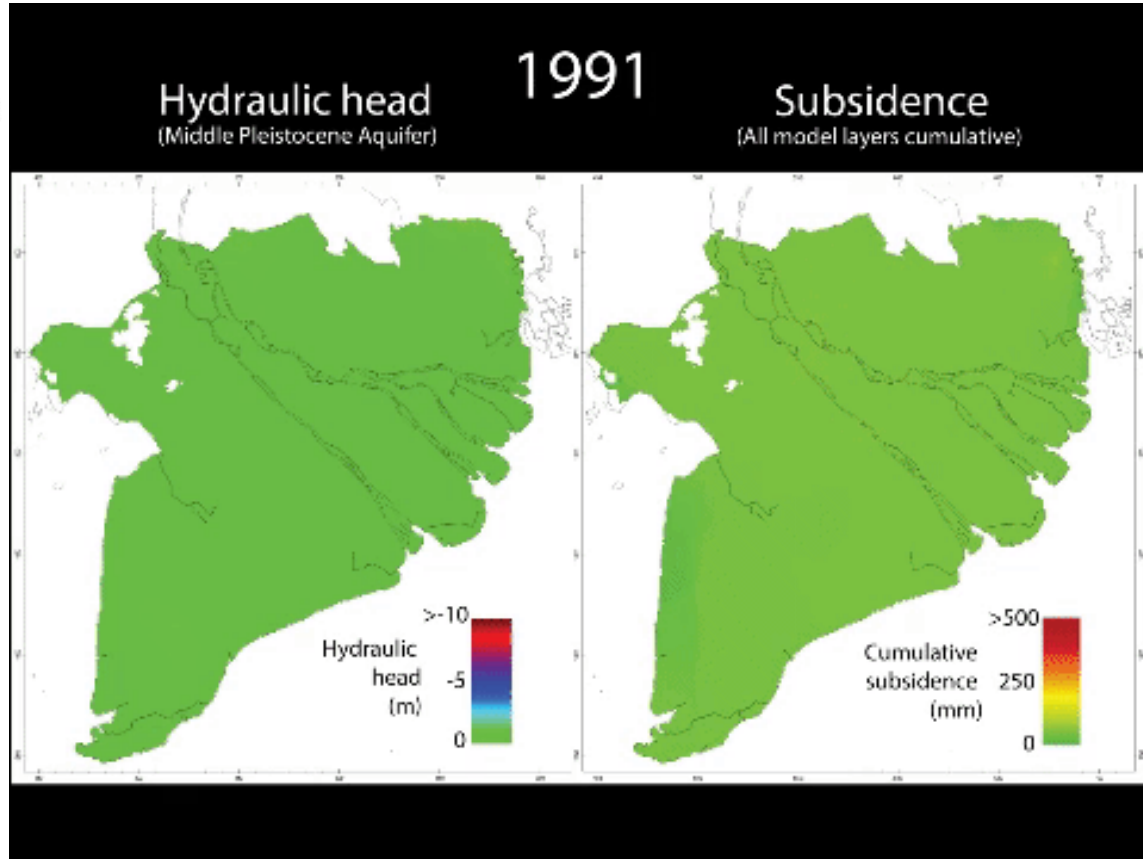 1991
Hydraulic head
(Middle Pleistocene Aquifer)
Subsidence
(All model layers cumulative)
>-10
Hydraulic
head
-5
(m)
0
>500
Cumulative
subsidence
250
(mm)
0